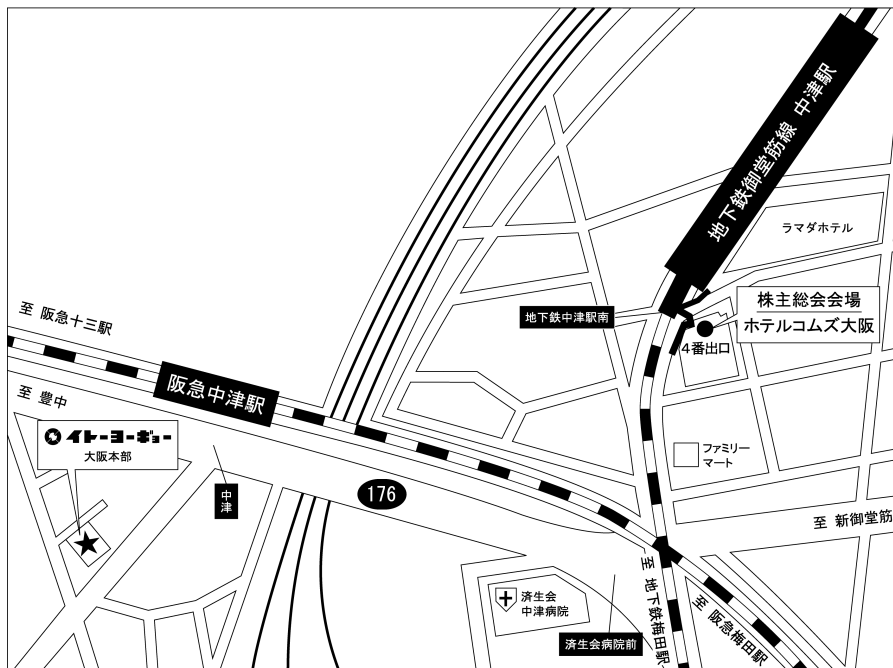 地下鉄御堂筋線 中津駅
ラマダホテル
株主総会会場
ホテルコムズ大阪
地下鉄中津駅南
4番出口
至 阪急十三駅
阪急中津駅
至 豊中
イトーヨーギョー
大阪本部
中津
176
ファミリー
マート
至 新御堂筋
済生会
中津病院
済生会病院前
至 地下鉄梅田駅
至 阪急梅田駅